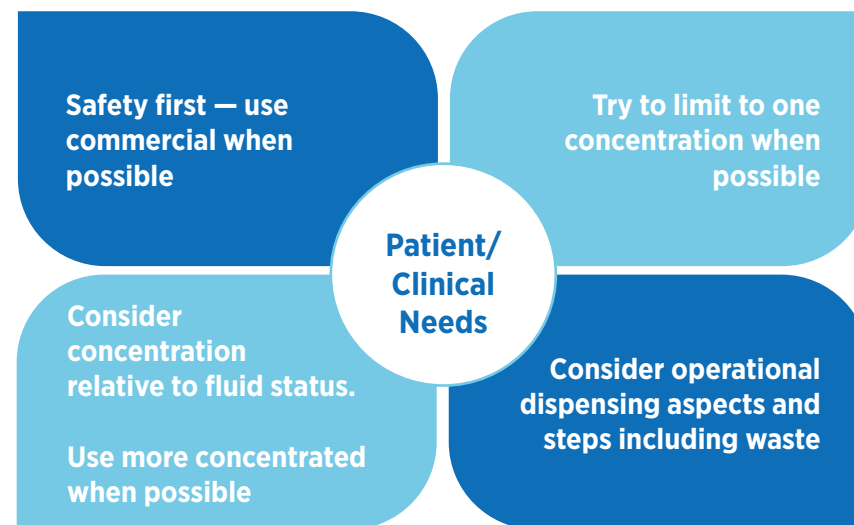 Safety first — use
commercial when
possible
Try to limit to one
concentration when
possible
Patient/
Clinical
Needs
Consider
concentration
relative to fluid status.
Use more concentrated
when possible
Consider operational
dispensing aspects and
steps including waste